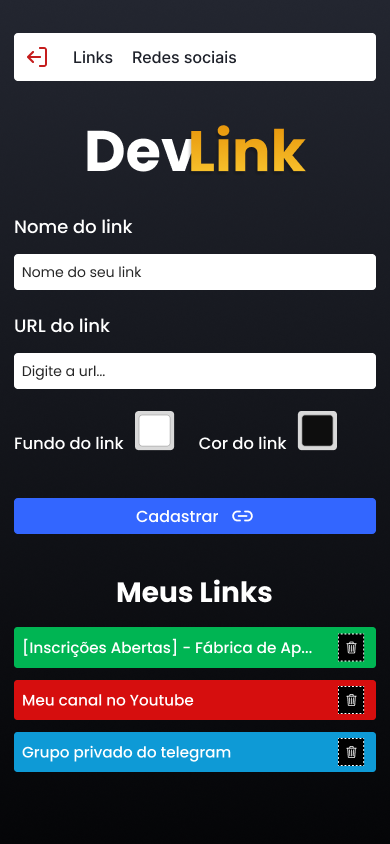 Links Redes sociais
DevLink
Nome do link
Nome do seu link
URL do link
Digite a url...
Fundo do link Cor do link
Cadastrar
Meus Links
[Inscrições Abertas] - Fábrica de Ap...
Meu canal no Youtube
Grupo privado do telegram